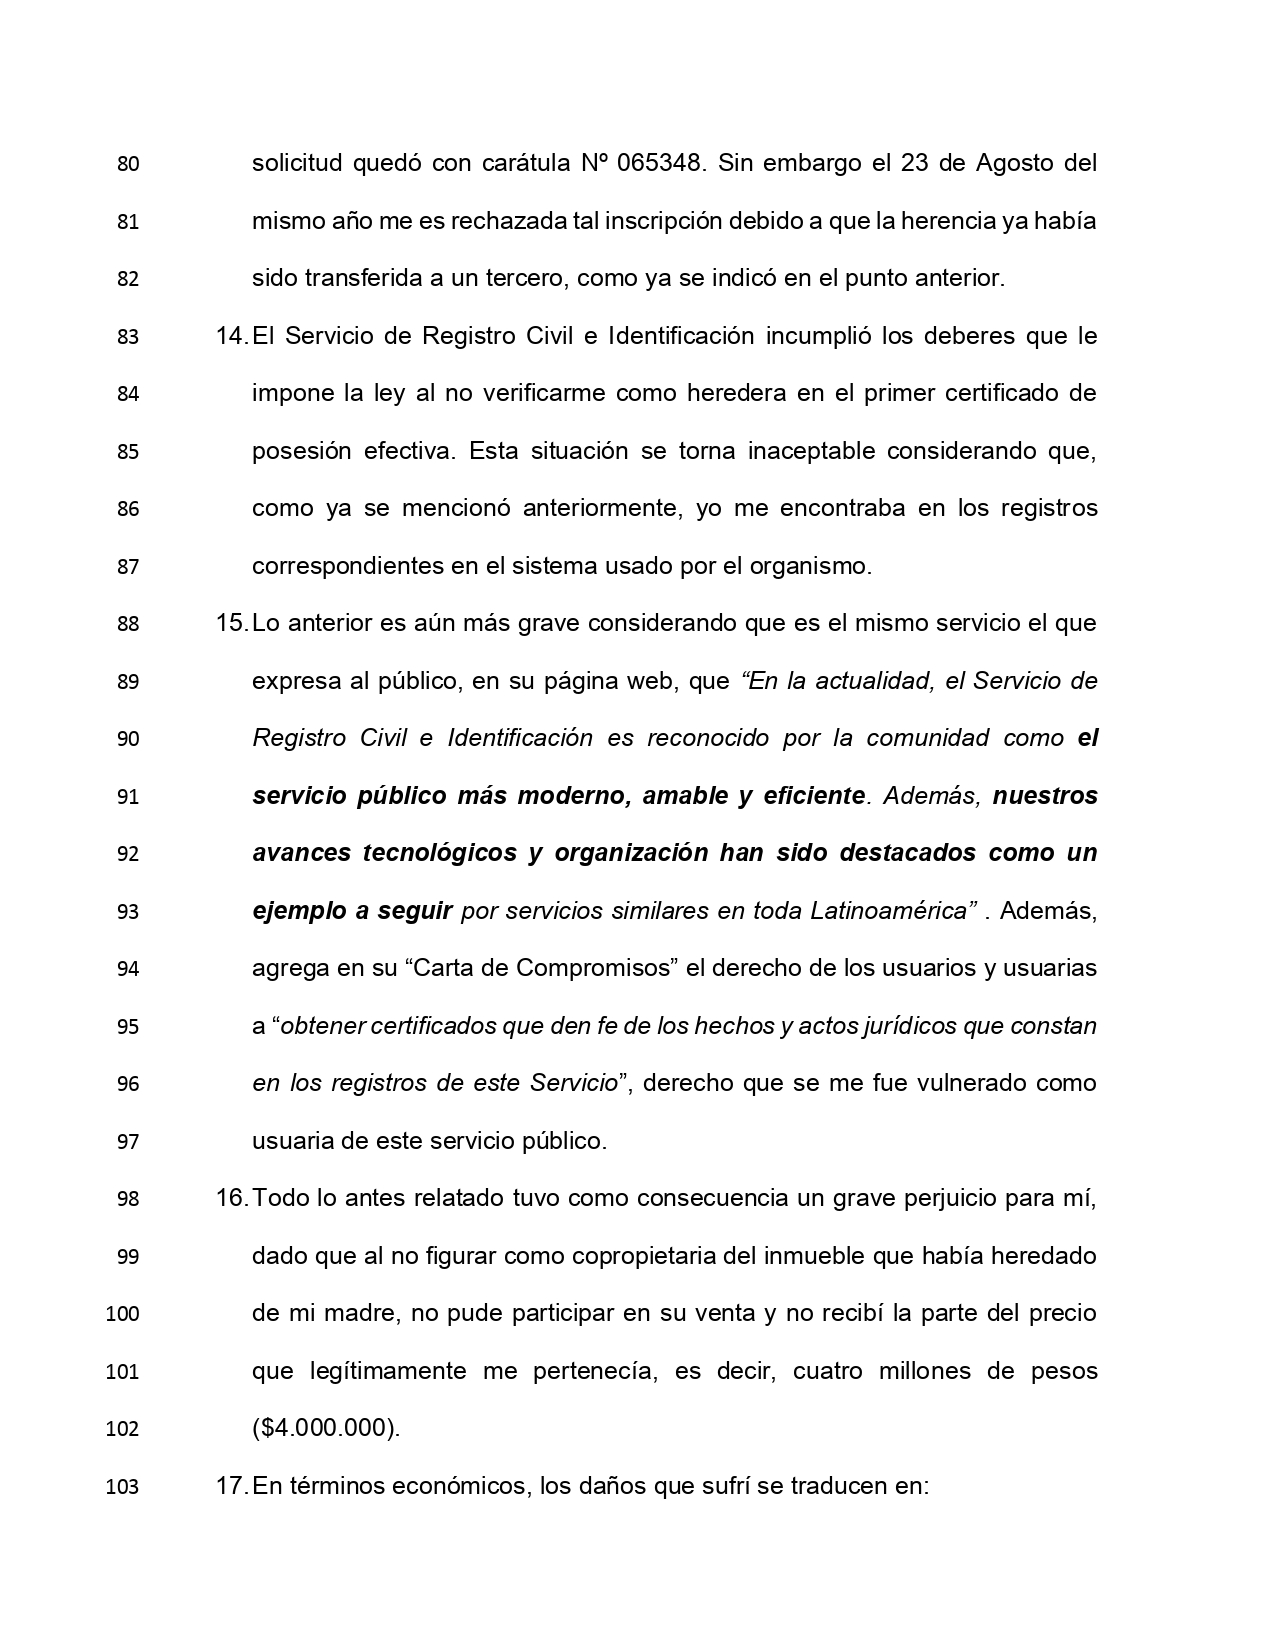 80 solicitud quedó con carátula Nº 065348. Sin embargo el 23 de Agosto del
81 mismo año me es rechazada tal inscripción debido a que la herencia ya había
82 sido transferida a un tercero, como ya se indicó en el punto anterior.
83 14. El Servicio de Registro Civil e Identificación incumplió los deberes que le
84 impone la ley al no verificarme como heredera en el primer certificado de
85 posesión efectiva. Esta situación se torna inaceptable considerando que,
86 como ya se mencionó anteriormente, yo me encontraba en los registros
87 correspondientes en el sistema usado por el organismo.
88 15. Lo anterior es aún más grave considerando que es el mismo servicio el que
89 expresa al público, en su página web, que “En la actualidad, el Servicio de
90 Registro Civil e Identificación es reconocido por la comunidad como el
91 servicio público más moderno, amable y eficiente. Además, nuestros
92 avances tecnológicos y organización han sido destacados como un
93 ejemplo a seguir por servicios similares en toda Latinoamérica” . Además,
94 agrega en su “Carta de Compromisos” el derecho de los usuarios y usuarias
95 a “obtener certificados que den fe de los hechos y actos jurídicos que constan
96 en los registros de este Servicio”, derecho que se me fue vulnerado como
97 usuaria de este servicio público.
98 16. Todo lo antes relatado tuvo como consecuencia un grave perjuicio para mí,
99 dado que al no figurar como copropietaria del inmueble que había heredado
100 de mi madre, no pude participar en su venta y no recibí la parte del precio
101 que legítimamente me pertenecía, es decir, cuatro millones de pesos
102 ($4.000.000).
103 17. En términos económicos, los daños que sufrí se traducen en: